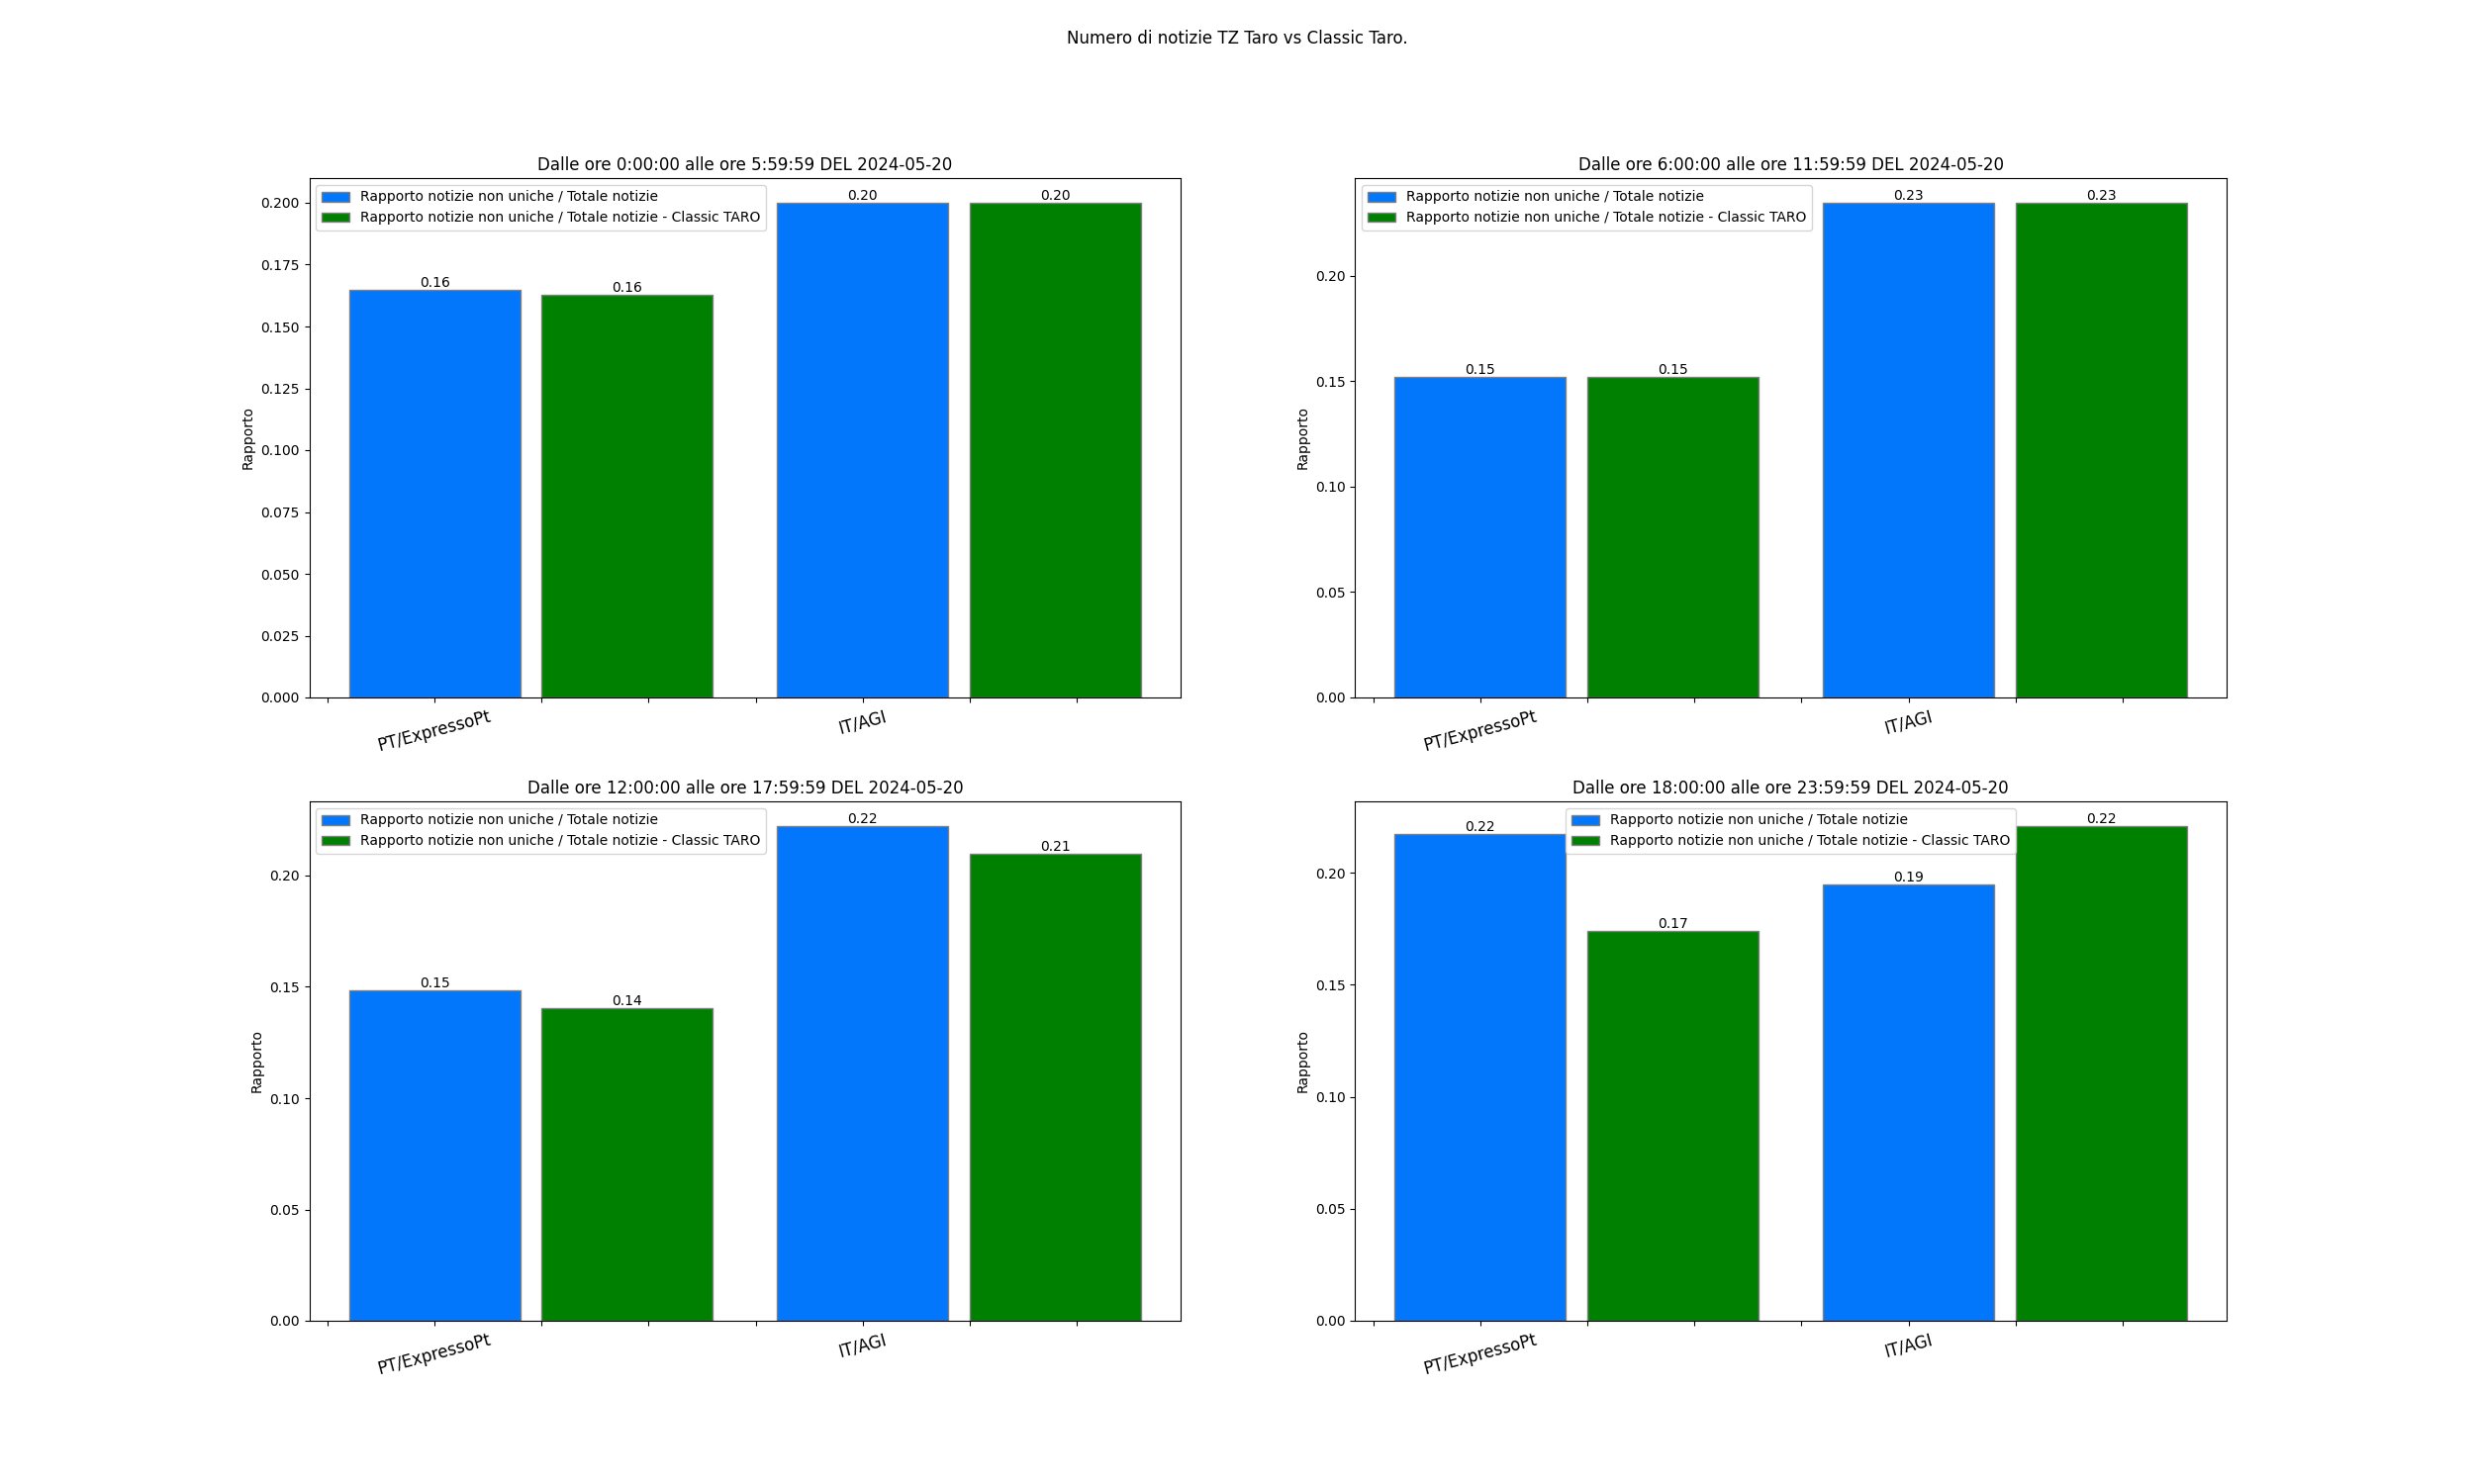 Numero di notizie TZ Taro vs Classic Taro.
Dalle ore 0:00:00 alle ore 5:59:59 DEL 2024-05-20
Rapporto notizie non uniche / Totale notizie
Rapporto notizie non uniche / Totale notizie - Classic TARO
0.16
0.16
0.20
0.20
0.200
0.175
0.150
0.125
0.100
0.075
0.050
0.025
0.000
Rapporto
PT/ExpressoPt
IT/AGI
Dalle ore 6:00:00 alle ore 11:59:59 DEL 2024-05-20
Rapporto notizie non uniche / Totale notizie
Rapporto notizie non uniche / Totale notizie - Classic TARO
0.15
0.15
0.23
0.23
0.20
0.15
0.10
0.05
0.00
Rapporto
PT/ExpressoPt
IT/AGI
Dalle ore 12:00:00 alle ore 17:59:59 DEL 2024-05-20
Rapporto notizie non uniche / Totale notizie
Rapporto notizie non uniche / Totale notizie - Classic TARO
0.15
0.14
0.22
0.21
0.20
0.15
0.10
0.05
0.00
Rapporto
PT/ExpressoPt
IT/AGI
Dalle ore 18:00:00 alle ore 23:59:59 DEL 2024-05-20
Rapporto notizie non uniche / Totale notizie
Rapporto notizie non uniche / Totale notizie - Classic TARO
0.22
0.17
0.19
0.22
0.20
0.15
0.10
0.05
0.00
Rapporto
PT/ExpressoPt
IT/AGI